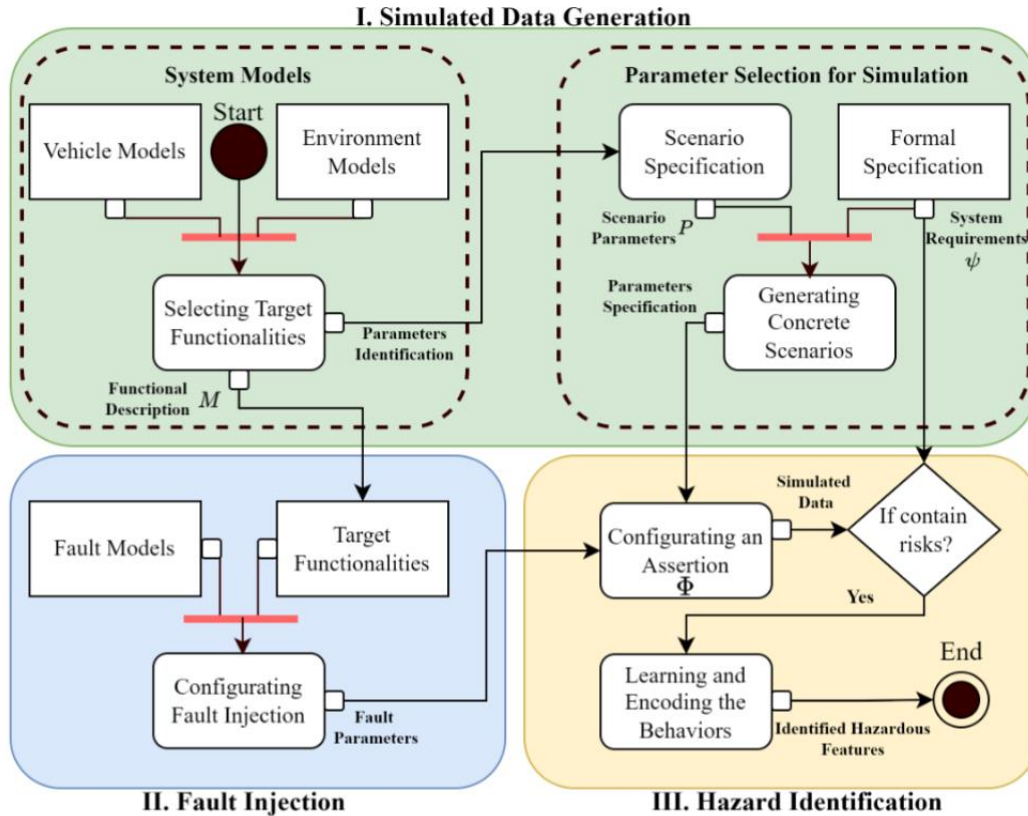 I. Simulated Data Generation
System Models
Start
Vehicle Models
Environment
Models
Selecting Target
Functionalities
Parameters
Identification
Functional
Description
M
Parameter Selection for Simulation
Scenario
Specification
Formal
Specification
Scenario
Parameters
P
System
Requirements
ψ
Parameters
Specification
Generating
Concrete
Scenarios
Fault Models
Target
Functionalities
Configurating
Fault Injection
Fault
Parameters
II. Fault Injection
Configurating an
Assertion
Φ
Simulated
Data
If contain
risks?
Yes
Learning and
Encoding the
Behaviors
Identified Hazardous
Features
End
III. Hazard Identification